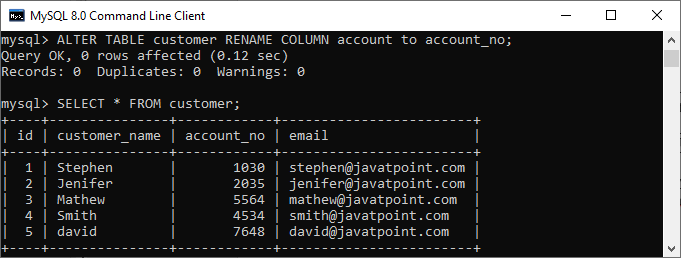 MySQL 8.0 Command Line Client
mysql> ALTER TABLE customer RENAME COLUMN account to account_no;
Query OK, 0 rows affected (0.12 sec)
Records: 0  Duplicates: 0  Warnings: 0
mysql> SELECT * FROM customer;
+----+---------------+------------+------------------------+
| id | customer_name | account_no | email                  |
+----+---------------+------------+------------------------+
|  1 | Stephen       |       1030 | stephen@javatpoint.com |
|  2 | Jenifer       |       2035 | jenifer@javatpoint.com |
|  3 | Mathew        |       5564 | mathew@javatpoint.com  |
|  4 | Smith         |       4534 | smith@javatpoint.com   |
|  5 | david         |       7648 | david@javatpoint.com   |
+----+---------------+------------+------------------------+